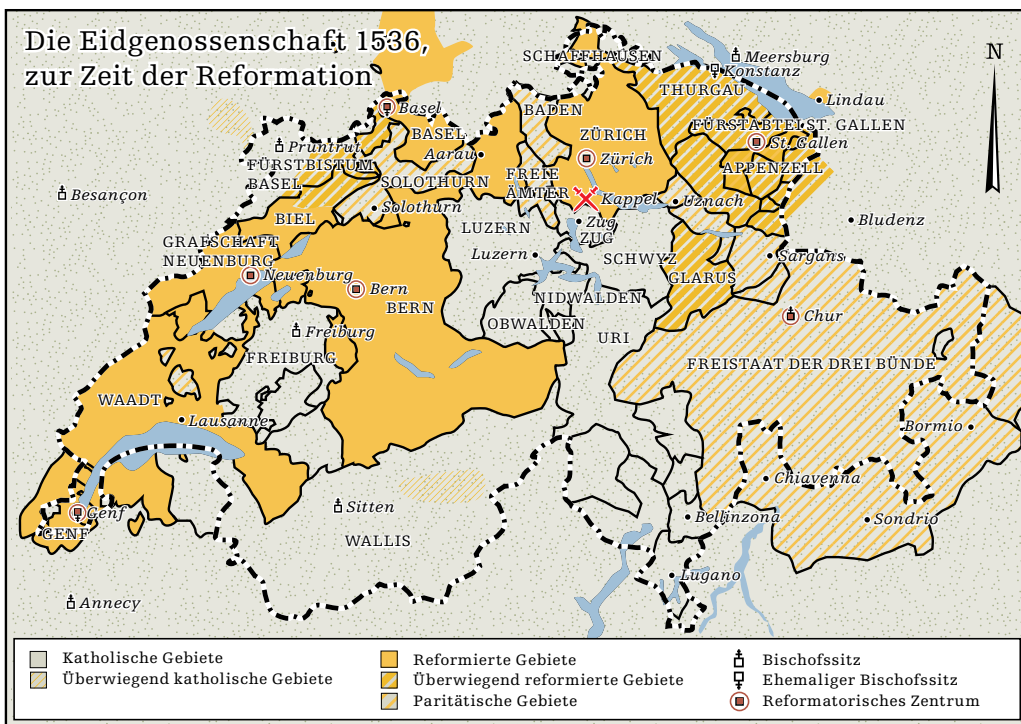 Die Eidgenossenschaft 1536,
zur Zeit der Reformation
N
SCHAFFHAUSEN
Meersburg
Konstanz
THURGAU
Lindau
Basel
BADEN
BASEL
ZÜRICH
FÜRSTABTEI ST. GALLEN
St. Gallen
Pruntrut
Aarau
Zürich
FÜRSTBISTUM
BASEL
FREIE
ÄMTER
APPENZELL
SOLOTHURN
Besançon
Solothurn
Kappel
Uznach
BIEL
LUZERN
Zug
ZUG
Bludenz
GRAFSCHAFT
NEUENBURG
Luzern
SCHWYZ
Sargans
Neuenburg
GLARUS
Bern
BERN
NIDWALDEN
Chur
OBWALDEN
Freiburg
URI
FREIBURG
FREISTAAT DER DREI BÜNDE
WAADT
Lausanne
Bormio
Chiavenna
Genf
Sitten
Bellinzona
Sondrio
GENF
WALLIS
Lugano
Annecy
Katholische Gebiete
Überwiegend katholische Gebiete
Reformierte Gebiete
Überwiegend reformierte Gebiete
Paritätische Gebiete
Bischofssitz
Ehemaliger Bischofssitz
Reformatorisches Zentrum